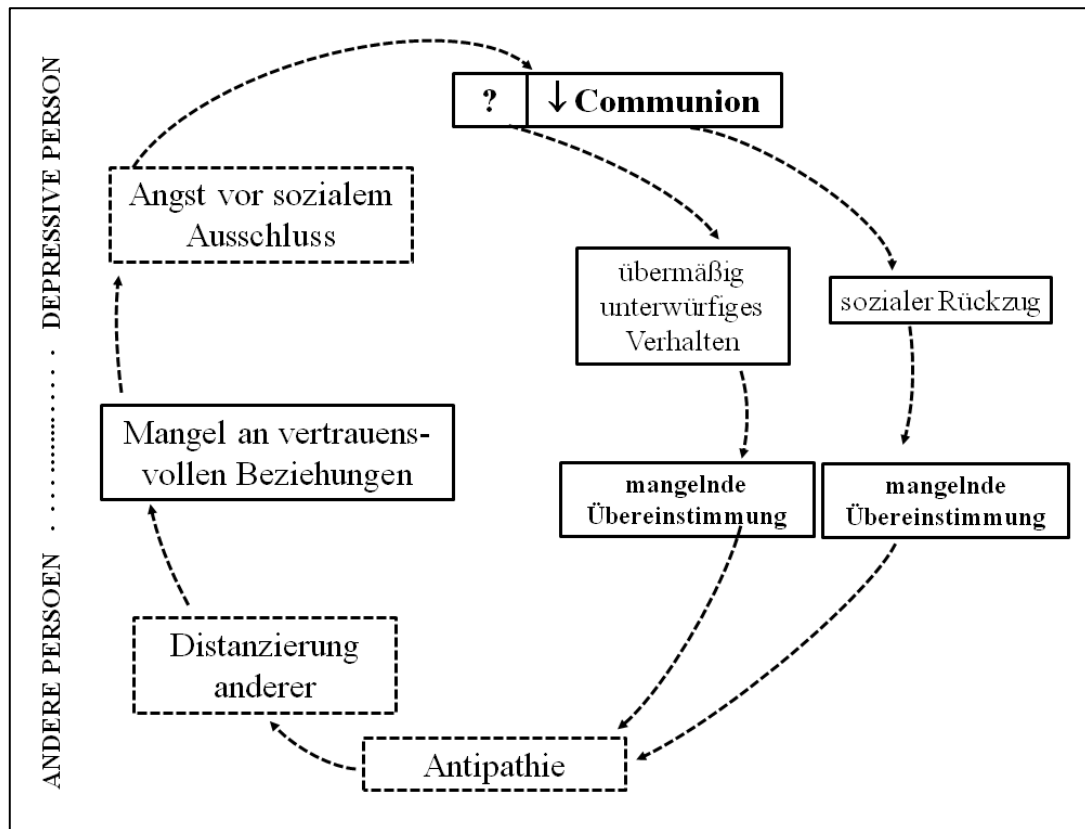 ? ↓ Communion
Angst vor sozialem
Ausschluss
übermäßig
unterwürfiges
Verhalten
sozialer Rückzug
Mangel an vertrauens-
vollen Beziehungen
mangelnde
Übereinstimmung
mangelnde
Übereinstimmung
Distanzierung
anderer
Antipathie
ANDERE PERSOEN . . . . . . . . . . . . . . . . . DEPRESSIVE PERSON